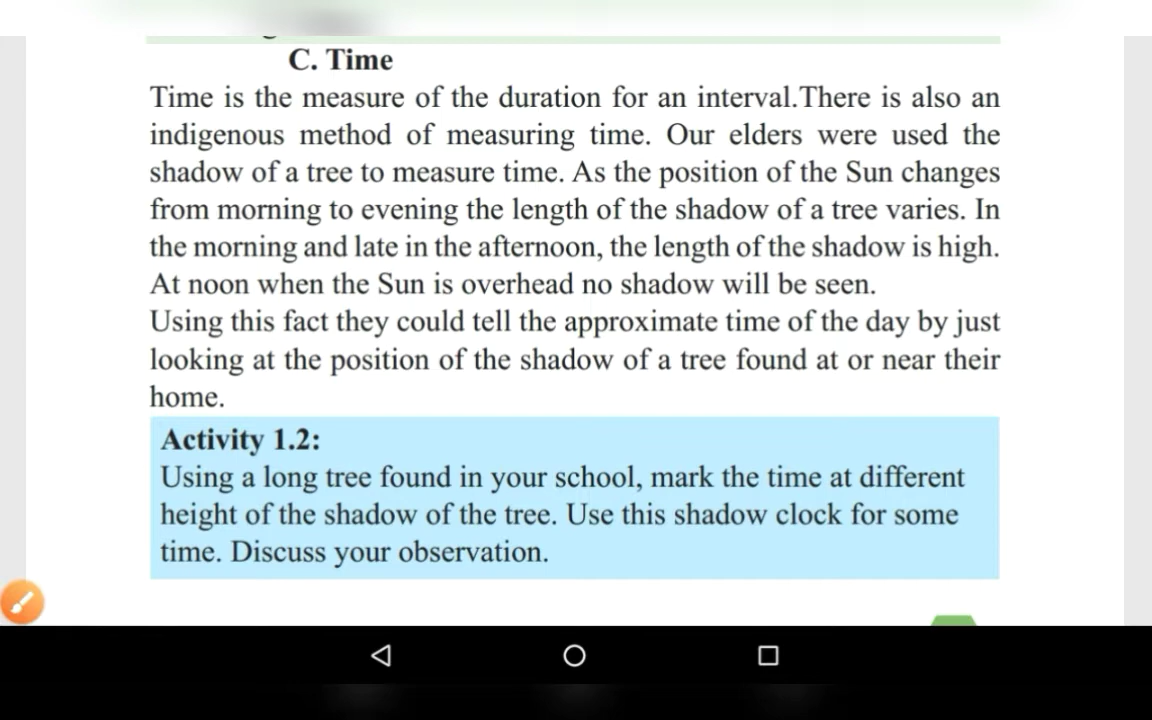 C. Time
Time is the measure of the duration for an interval.There is also an
indigenous method of measuring time. Our elders were used the
shadow of a tree to measure time. As the position of the Sun changes
from morning to evening the length of the shadow of a tree varies. In
the morning and late in the afternoon, the length of the shadow is high.
At noon when the Sun is overhead no shadow will be seen.
Using this fact they could tell the approximate time of the day by just
looking at the position of the shadow of a tree found at or near their
home.
Activity 1.2:
Using a long tree found in your school, mark the time at different
height of the shadow of the tree. Use this shadow clock for some
time. Discuss your observation.